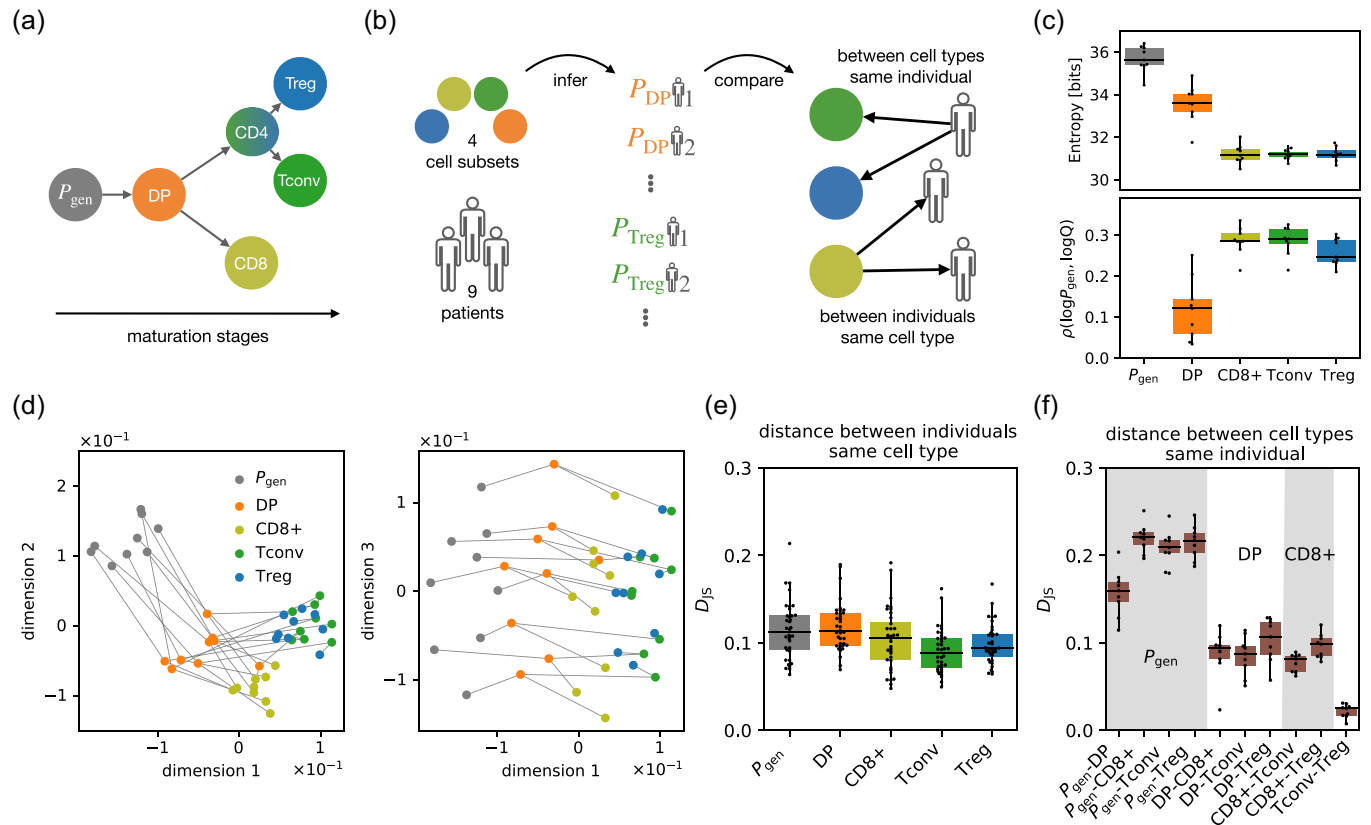 (a)
Treg
CD4
P_gen
DP
Tconv
CD8
maturation stages
(b)
infer
compare
4
cell subsets
9
patients
P_DP 1
P_DP 2
P_Treg 1
P_Treg 2
between cell types
same individual
between individuals
same cell type
(c)
Entropy [bits]
36
34
32
30
ρ(logP_gen, logQ)
0.3
0.2
0.1
0.0
P_gen
DP
CD8+
Tconv
Treg
(d)
×10⁻¹
dimension 2
2
1
0
−1
P_gen
DP
CD8+
Tconv
Treg
−1
0
1
dimension 1
×10⁻¹
×10⁻¹
dimension 3
1
0
−1
−1
0
1
dimension 1
×10⁻¹
(e)
distance between individuals
same cell type
D_JS
0.3
0.2
0.1
0.0
P_gen
DP
CD8+
Tconv
Treg
(f)
distance between cell types
same individual
D_JS
0.3
0.2
0.1
0.0
P_gen
DP
CD8+
P_gen-DP
P_gen-CD8+
P_gen-Tconv
P_gen-Treg
DP-CD8+
DP-Tconv
DP-Treg
CD8+-Tconv
CD8+-Treg
Tconv-Treg